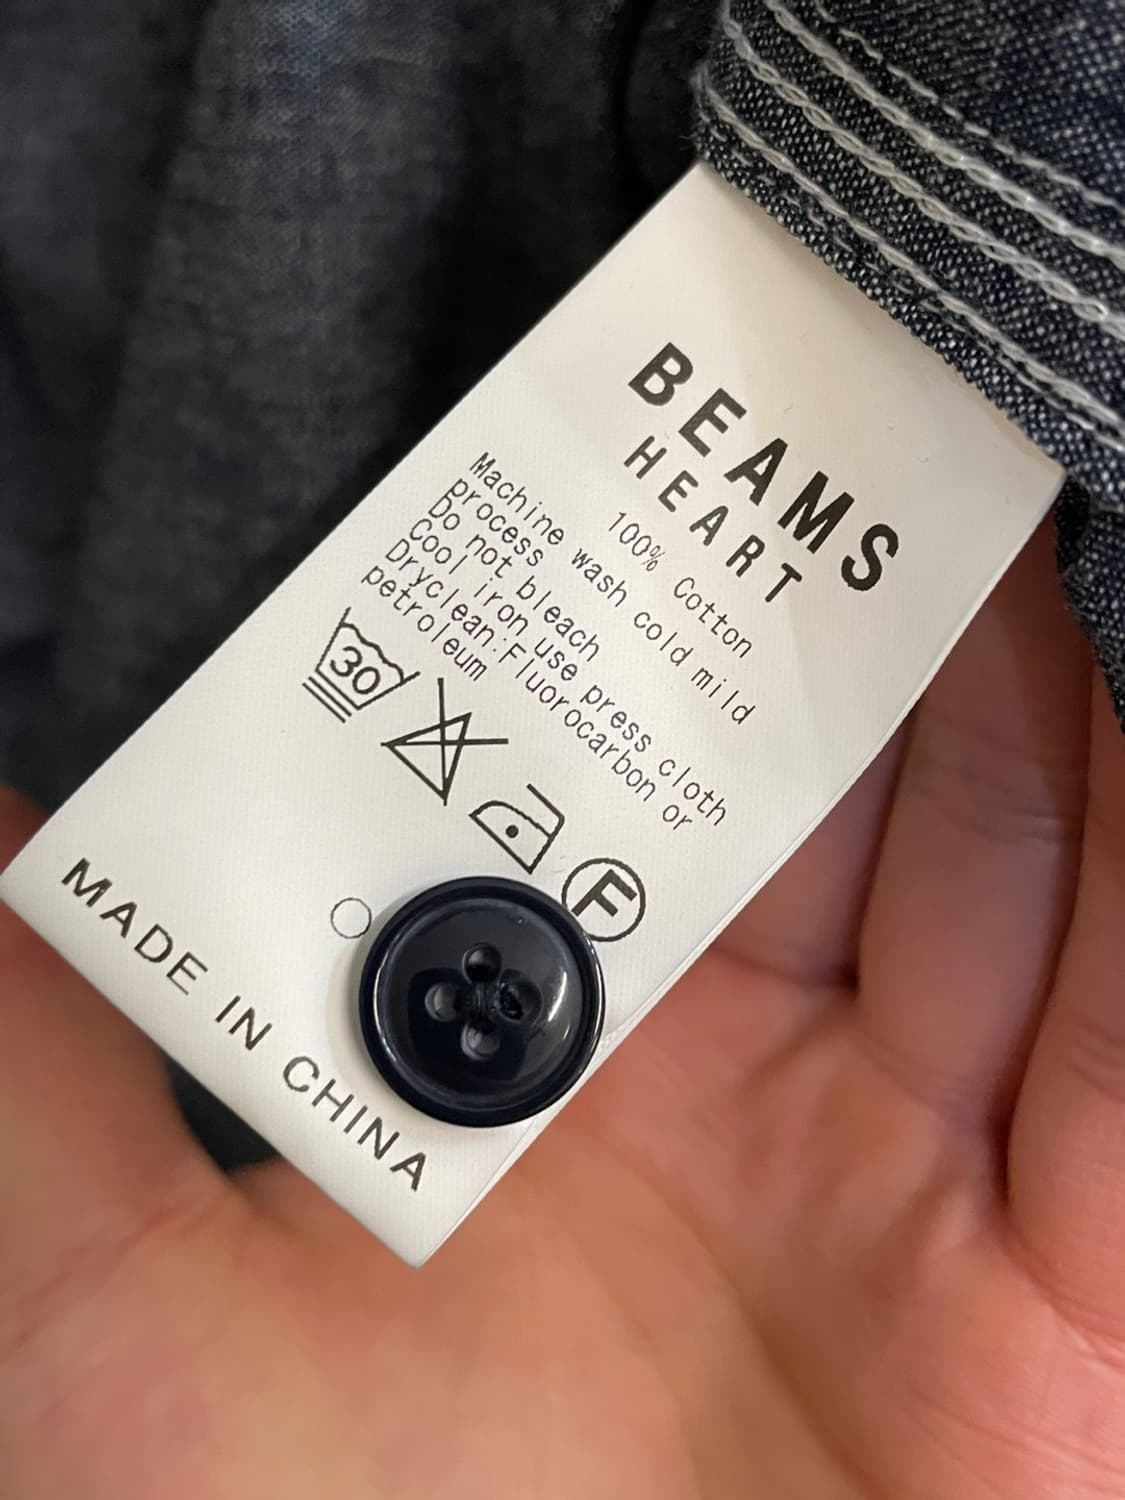 BEAMS
HEART
100% Cotton
Machine wash cold mild
process
Do not bleach
Cool iron use press cloth
Dryclean:Fluorocarbon or
petroleum
30
F
MADE IN CHINA